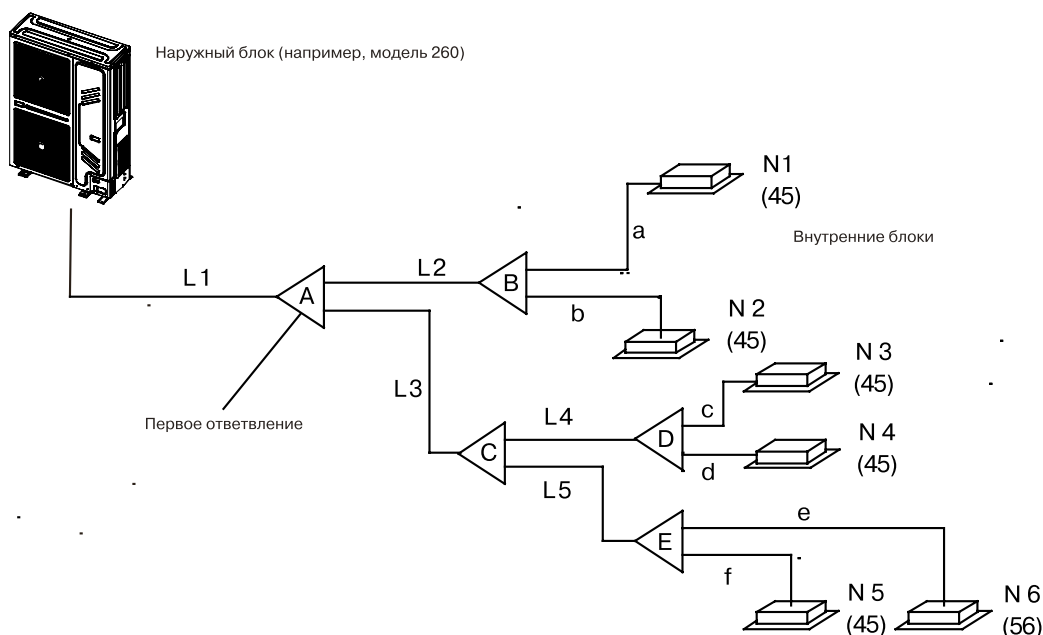 Наружный блок (например, модель 260)
N1
(45)
a
Внутренние блоки
L1
L2
A
B
b
N 2
(45)
N 3
(45)
L3
Первое ответвление
L4
c
C
D
N 4
(45)
d
L5
e
E
f
N 5
(45)
N 6
(56)